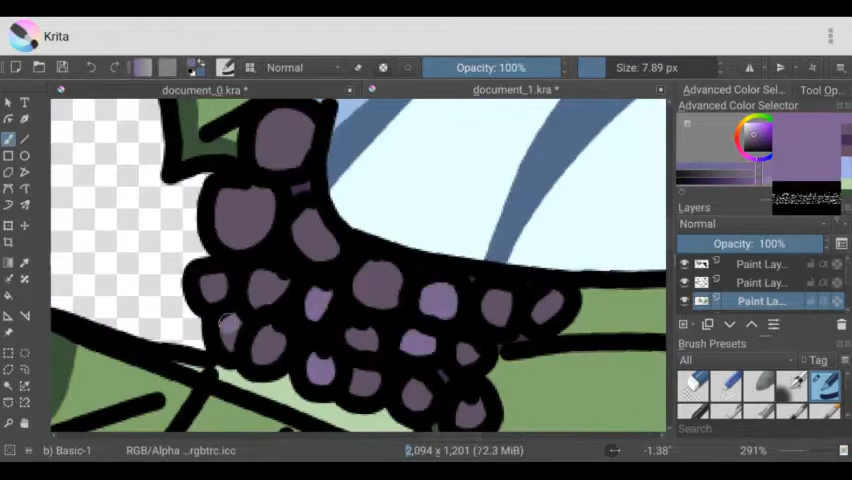 Krita
Normal
Opacity: 100%
Size: 7.89 px
document_0.kra *
document_1.kra *
Advanced Color Sel...
Tool Op...
Advanced Color Selector
Layers
Normal
Opacity: 100%
Paint Lay...
Paint Lay...
Paint La...
Brush Presets
All
Tag
Search
b) Basic-1
RGB/Alpha ...rgbtrc.icc
2,094 x 1,201 (72.3 MiB)
-1.38°
291%